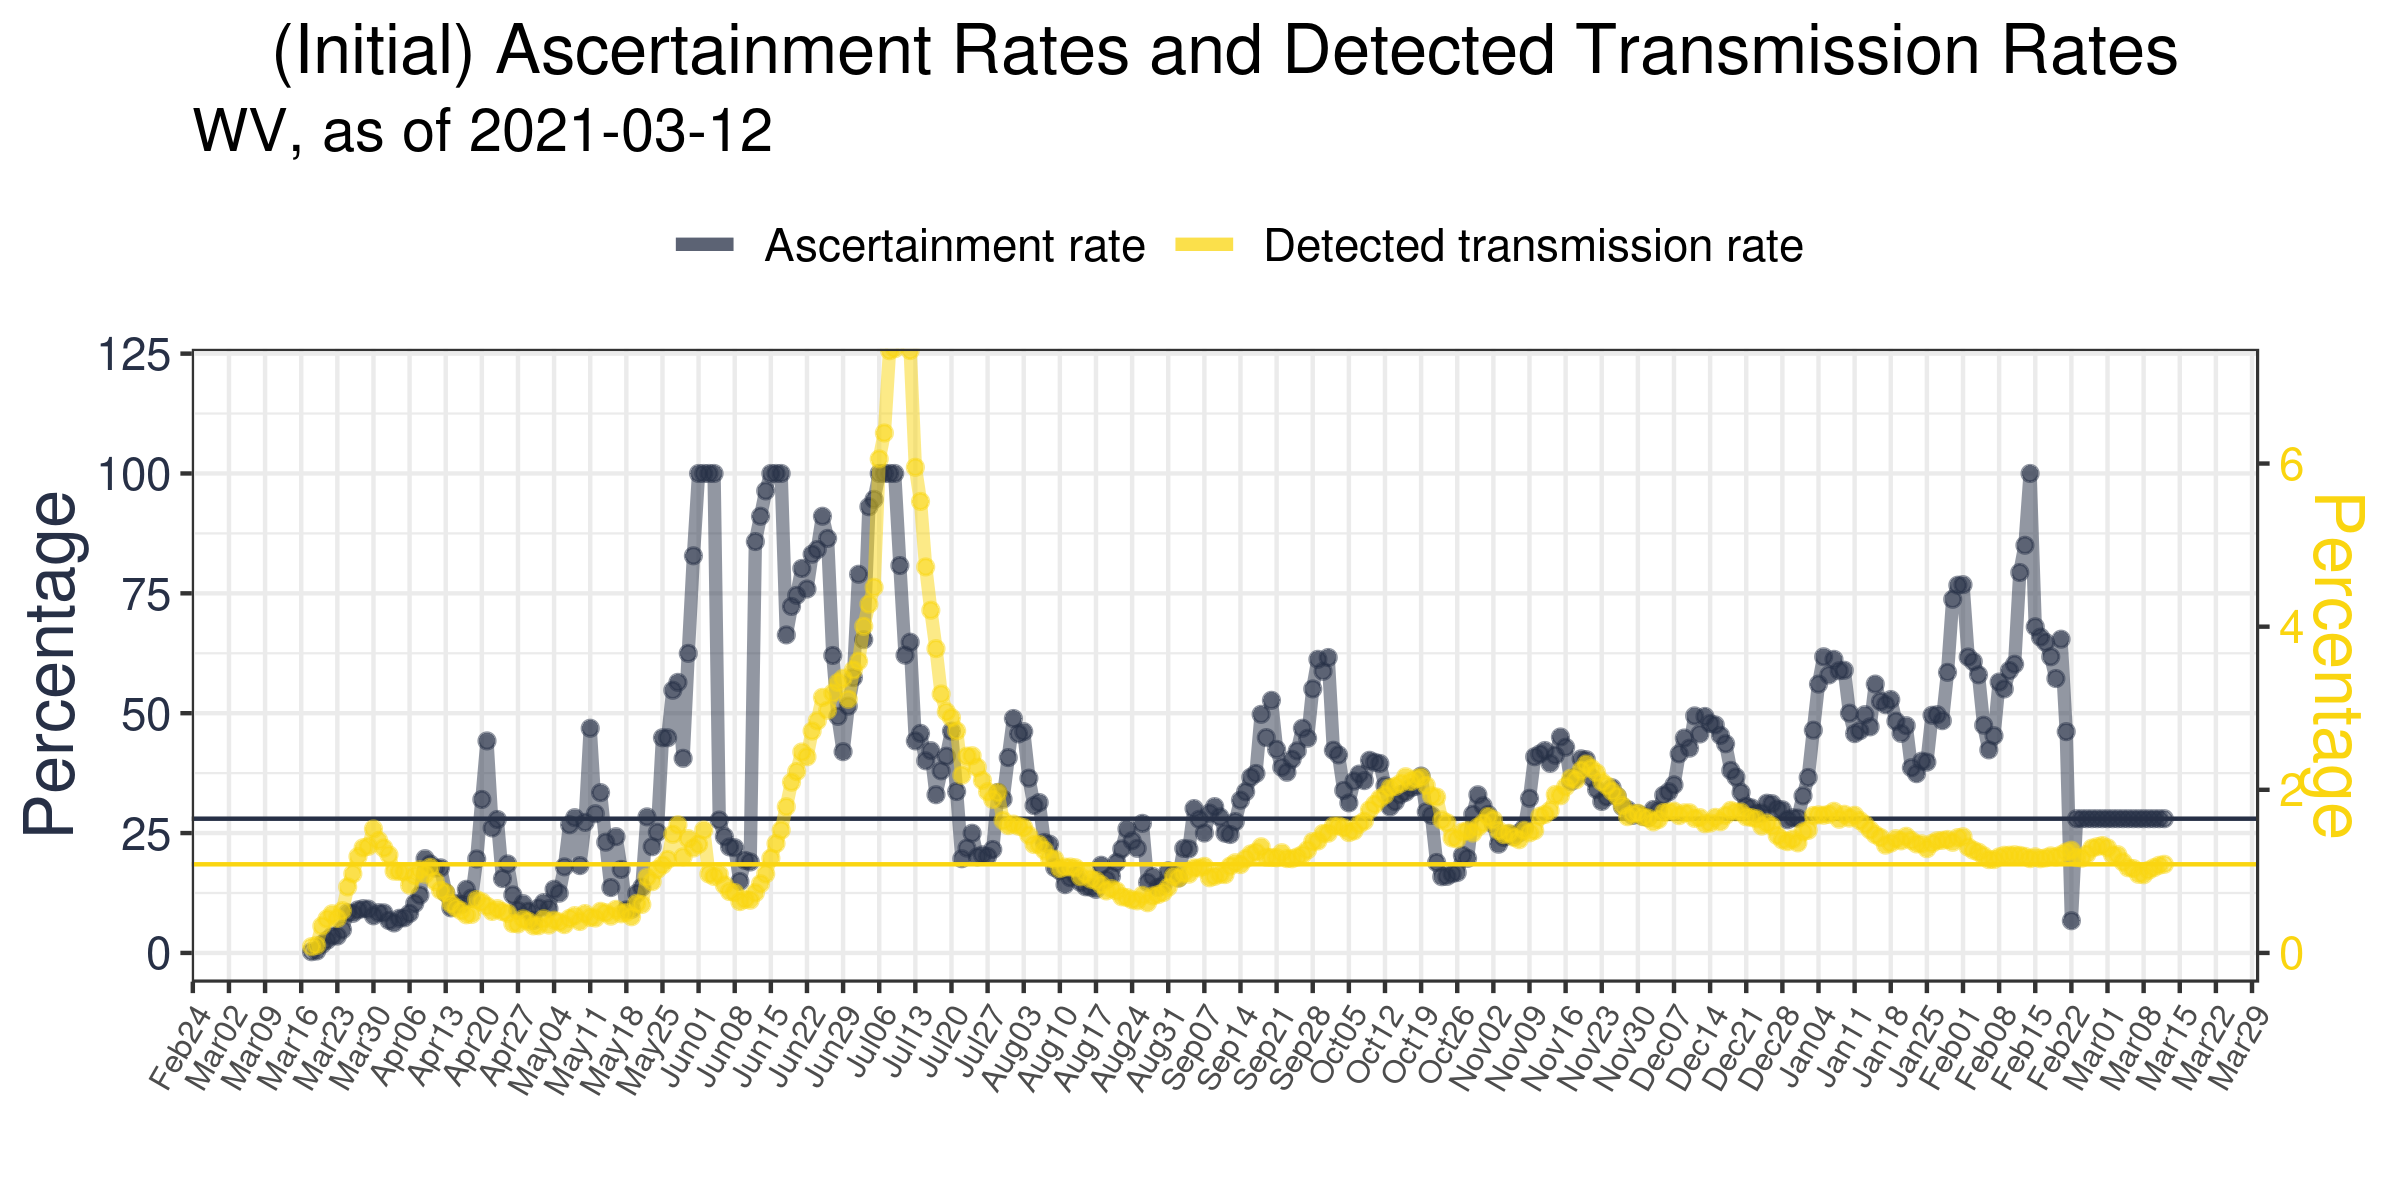 (Initial) Ascertainment Rates and Detected Transmission Rates
WV, as of 2021-03-12
Ascertainment rate
Detected transmission rate
Percentage
125
100
75
50
25
0
6
4
2
0
Percentage
Feb24
Mar02
Mar09
Mar16
Mar23
Mar30
Apr06
Apr13
Apr20
Apr27
May04
May11
May18
May25
Jun01
Jun08
Jun15
Jun22
Jun29
Jul06
Jul13
Jul20
Jul27
Aug03
Aug10
Aug17
Aug24
Aug31
Sep07
Sep14
Sep21
Sep28
Oct05
Oct12
Oct19
Oct26
Nov02
Nov09
Nov16
Nov23
Nov30
Dec07
Dec14
Dec21
Dec28
Jan04
Jan11
Jan18
Jan25
Feb01
Feb08
Feb15
Feb22
Mar01
Mar08
Mar15
Mar22
Mar29